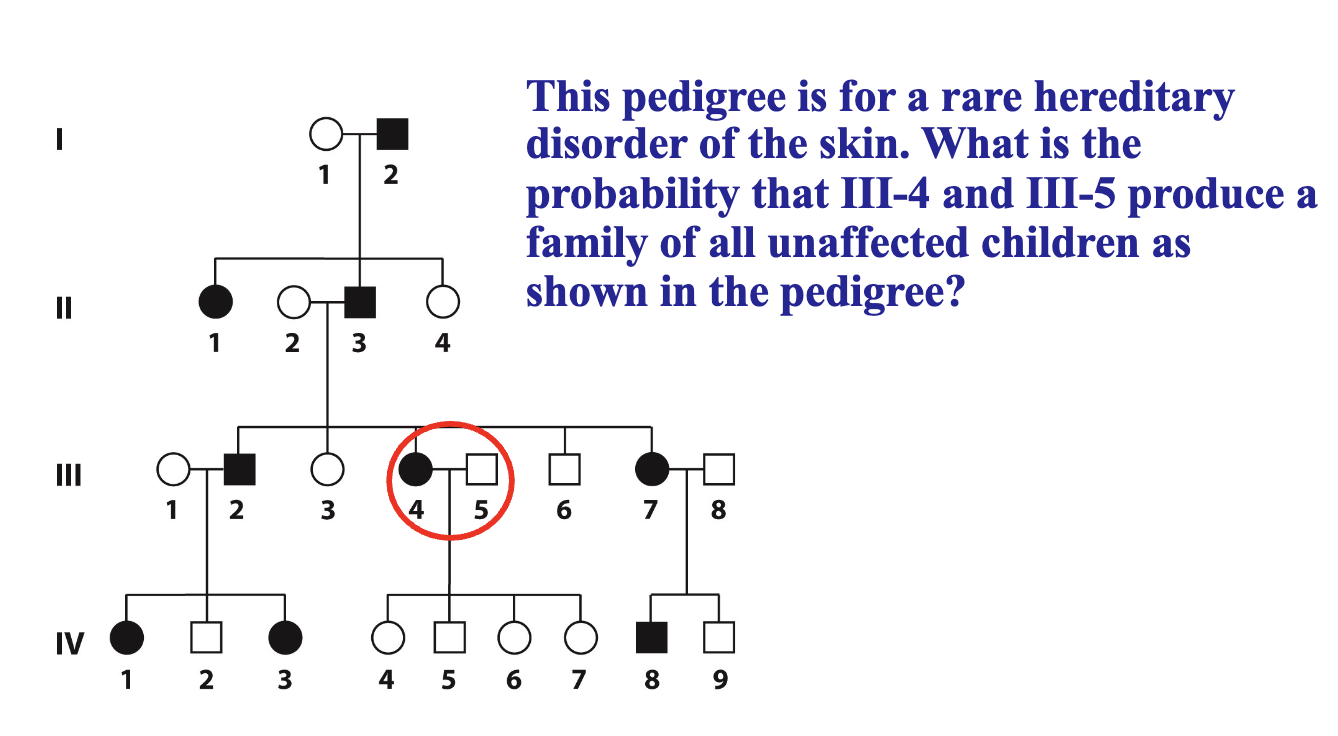 This pedigree is for a rare hereditary
disorder of the skin. What is the
probability that III-4 and III-5 produce a
family of all unaffected children as
shown in the pedigree?
I
1 2
II
1 2 3 4
III
1 2 3 4 5 6 7 8
IV
1 2 3 4 5 6 7 8 9